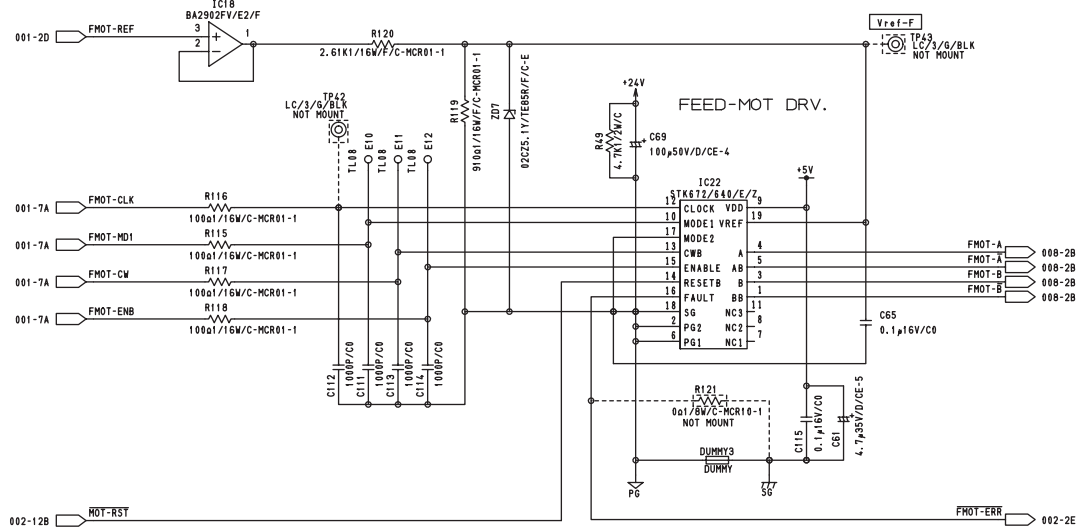 IC18
BA2902FV/E2/F
001-2D
FMOT-REF
3
2
1
R120
2.61K1/16W/F/C-MCR01-1
Vref-F
TP43
LC/3/G/BLK
NOT MOUNT
TP42
LC/3/G/BLK
NOT MOUNT
R119
910Ω1/16W/F/C-MCR01-1
ZD7
02CZ5.1Y/TE85R/F/C-E
+24V
FEED-MOT DRV.
R49
4.7K1/2W/C
C69
100μ50V/D/CE-4
TL08
E10
TL08
E11
TL08
E12
+5V
IC22
STK672/640/E/Z
001-7A
FMOT-CLK
R116
100Ω1/16W/C-MCR01-1
001-7A
FMOT-MD1
R115
100Ω1/16W/C-MCR01-1
001-7A
FMOT-CW
R117
100Ω1/16W/C-MCR01-1
001-7A
FMOT-ENB
R118
100Ω1/16W/C-MCR01-1
12 CLOCK VDD 9
10 MODE1 VREF 19
17 MODE2
13 CWB A 4
15 ENABLE AB 5
14 RESETB B 3
16 FAULT BB 1
18 SG NC3 11
2 PG2 NC2 8
6 PG1 NC1 7
FMOT-A
008-2B
FMOT-A̅
008-2B
FMOT-B
008-2B
FMOT-B̅
008-2B
C65
0.1μ16V/C0
C112
1000P/C0
C111
1000P/C0
C113
1000P/C0
C114
1000P/C0
R121
0Ω1/8W/C-MCR10-1
NOT MOUNT
C115
0.1μ16V/C0
C61
4.7μ35V/D/CE-5
DUMMY3
DUMMY
PG
SG
002-12B
MOT-RST
FMOT-ERR
002-2E